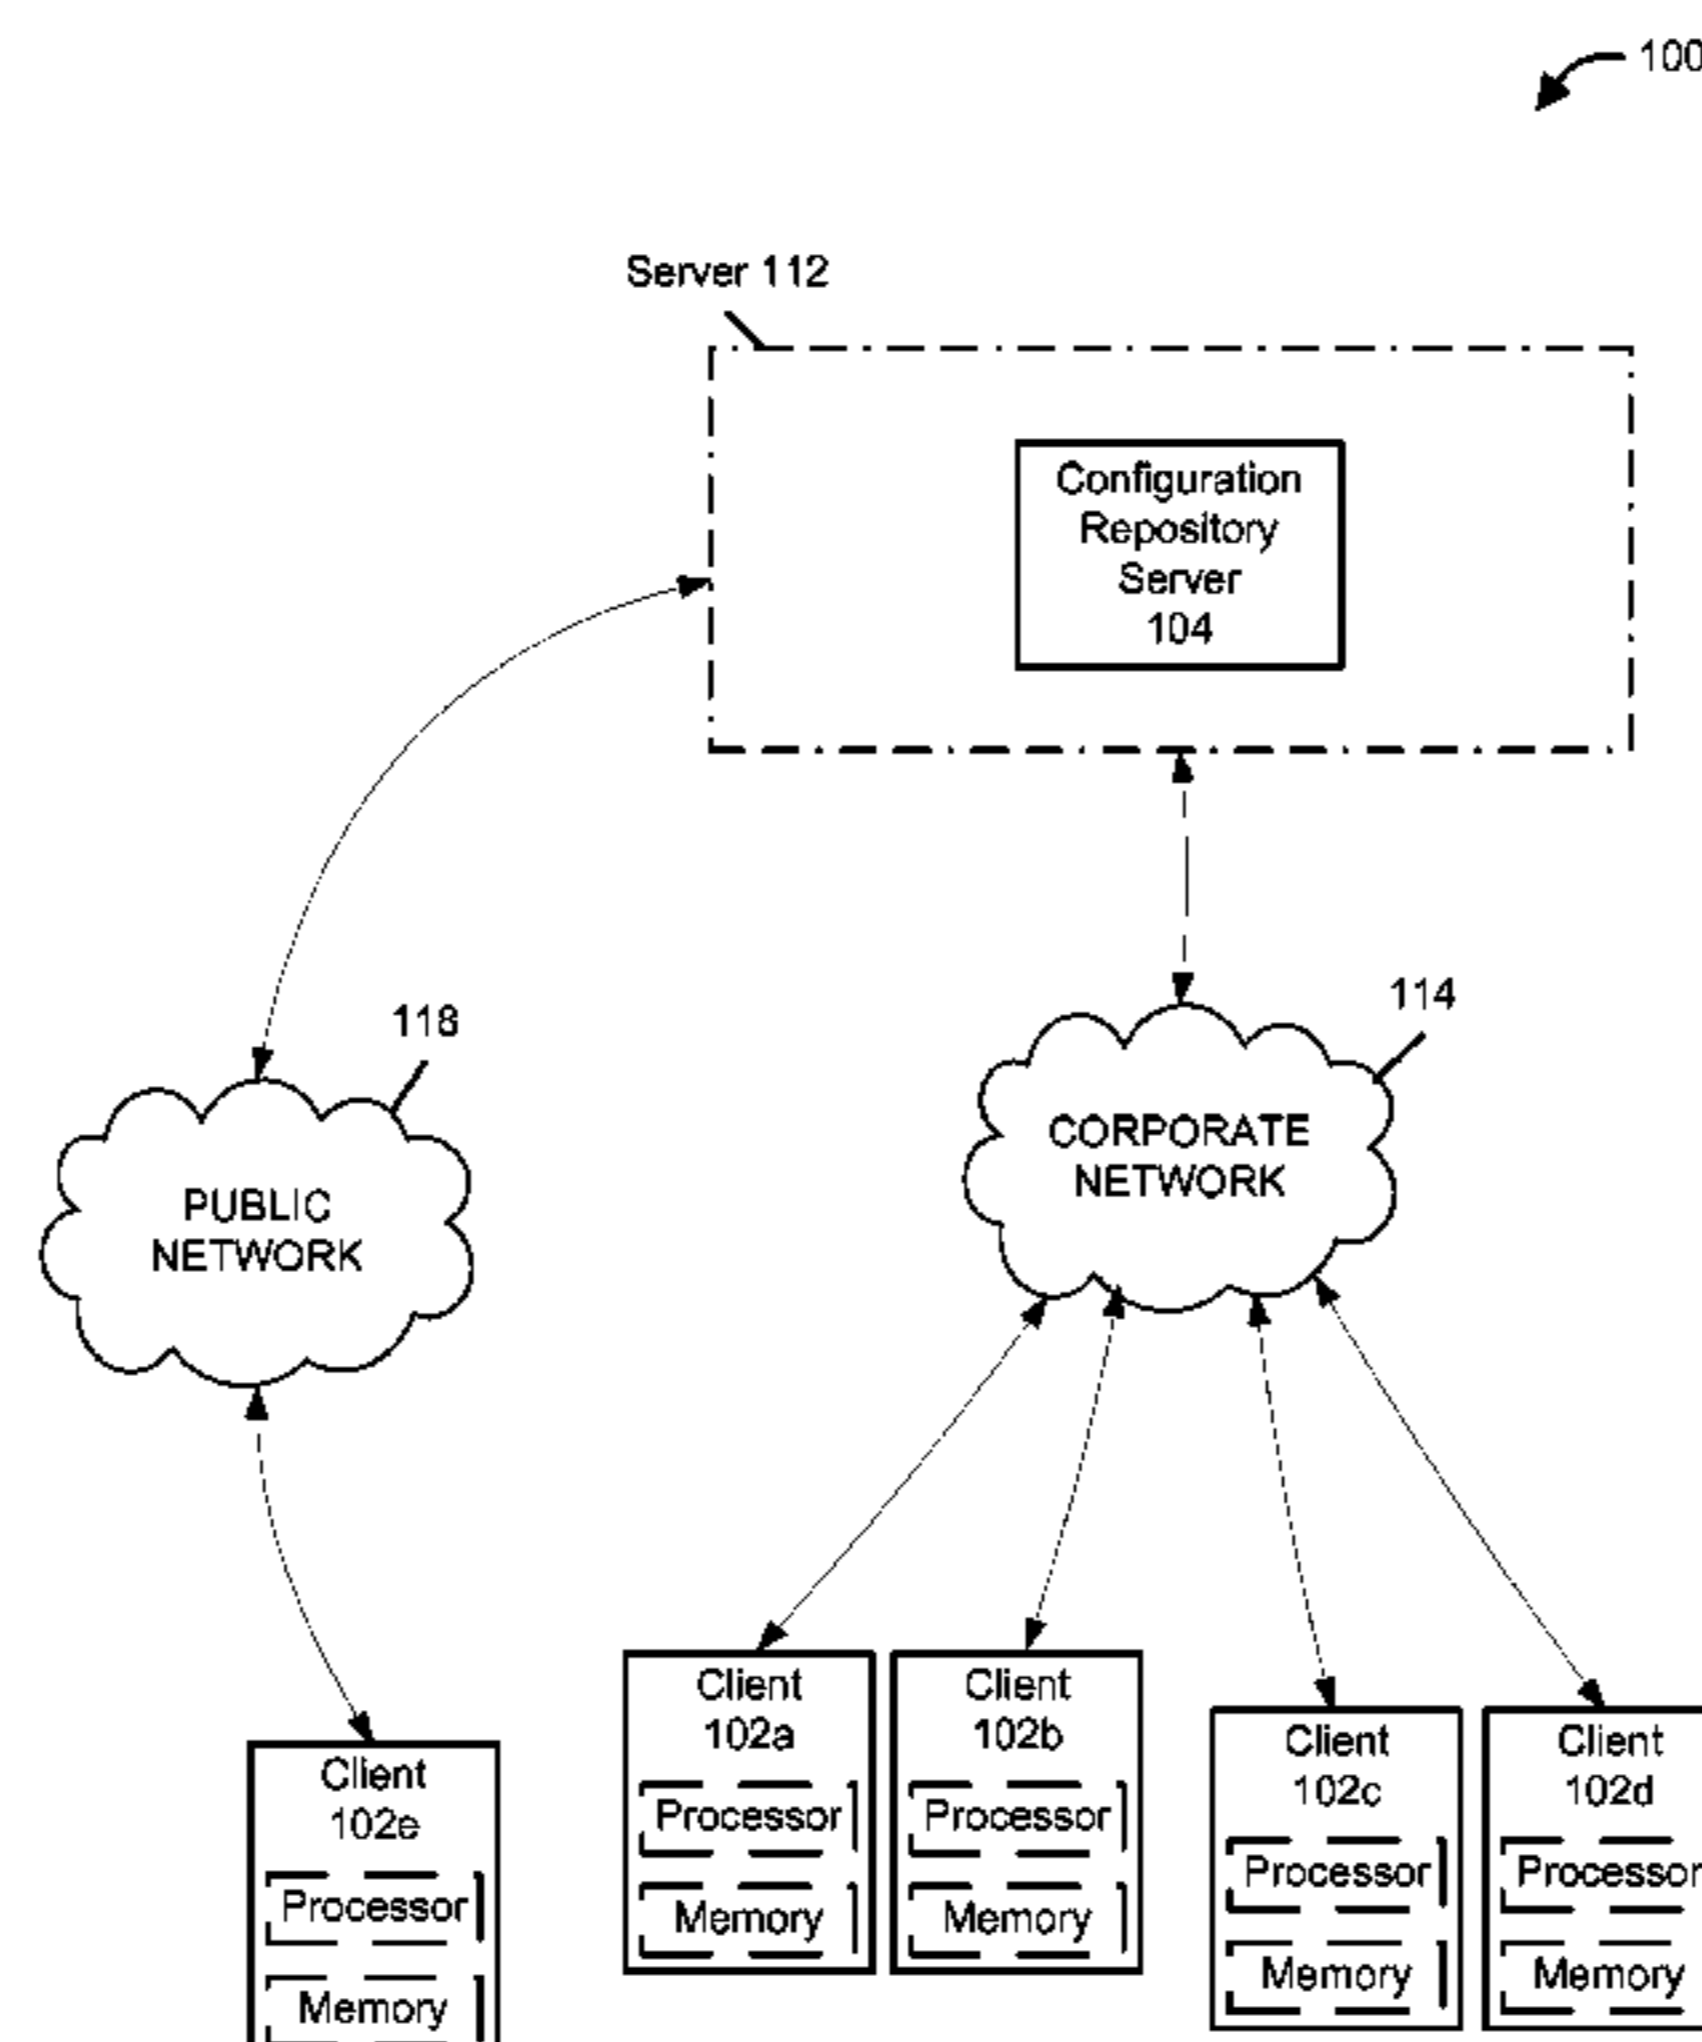 100
Server 112
Configuration
Repository
Server
104
118
114
PUBLIC
NETWORK
CORPORATE
NETWORK
Client
102e
Processor
Memory
Client
102a
Processor
Memory
Client
102b
Processor
Memory
Client
102c
Processor
Memory
Client
102d
Processor
Memory